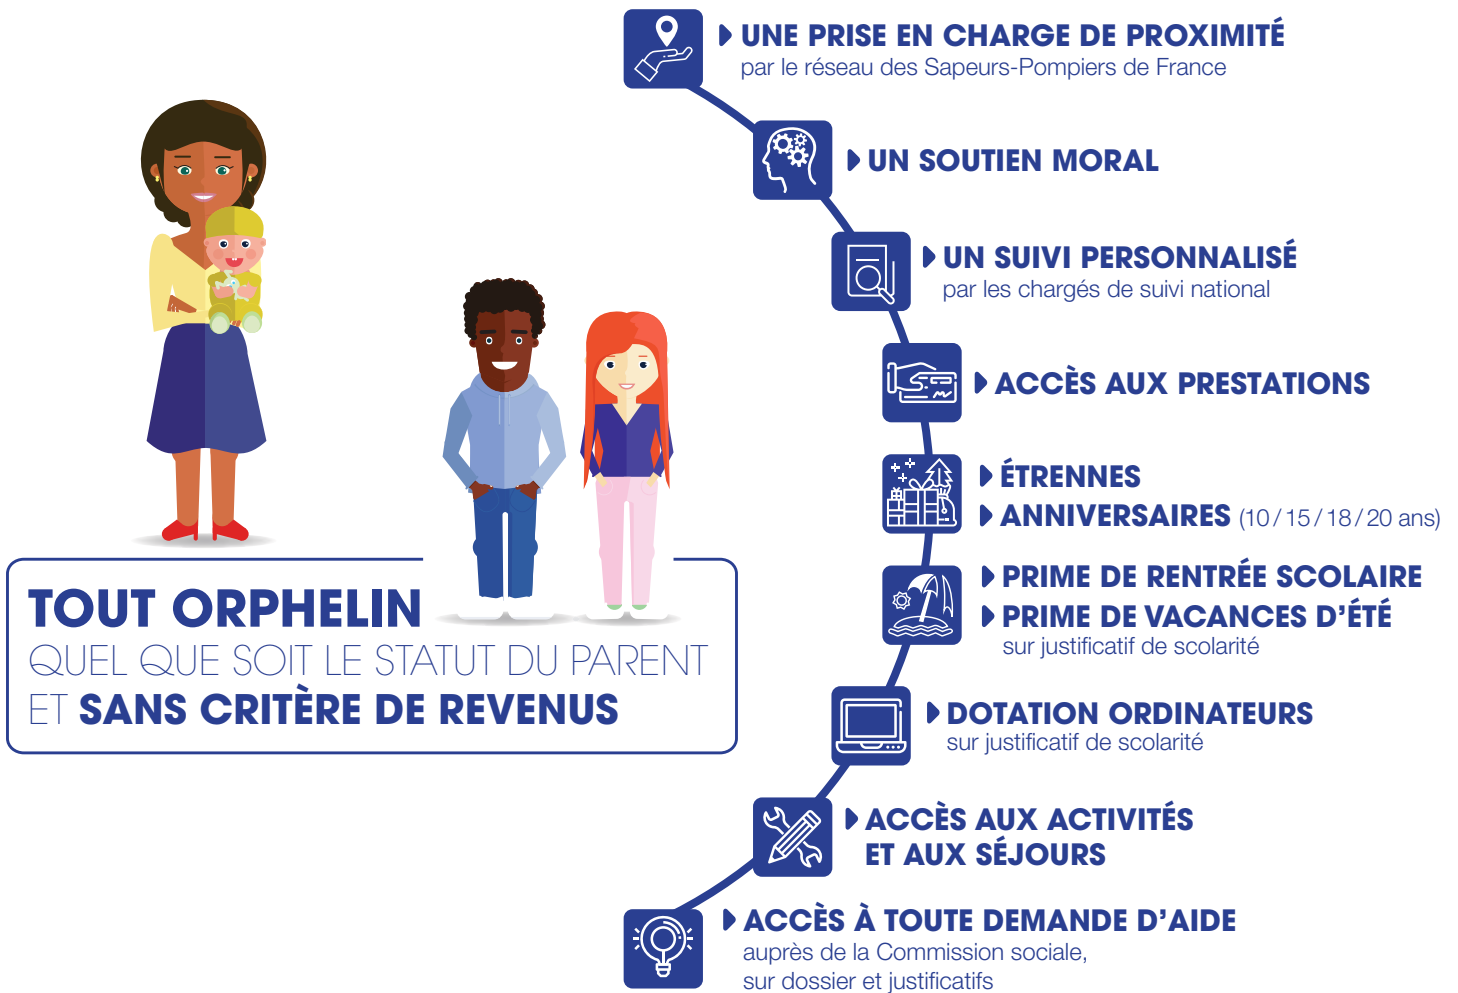 UNE PRISE EN CHARGE DE PROXIMITÉ
par le réseau des Sapeurs-Pompiers de France
UN SOUTIEN MORAL
UN SUIVI PERSONNALISÉ
par les chargés de suivi national
ACCÈS AUX PRESTATIONS
ÉTRENNES
ANNIVERSAIRES (10/15/18/20 ans)
PRIME DE RENTRÉE SCOLAIRE
PRIME DE VACANCES D'ÉTÉ
sur justificatif de scolarité
DOTATION ORDINATEURS
sur justificatif de scolarité
ACCÈS AUX ACTIVITÉS
ET AUX SÉJOURS
ACCÈS À TOUTE DEMANDE D'AIDE
auprès de la Commission sociale,
sur dossier et justificatifs
TOUT ORPHELIN
QUEL QUE SOIT LE STATUT DU PARENT
ET SANS CRITÈRE DE REVENUS